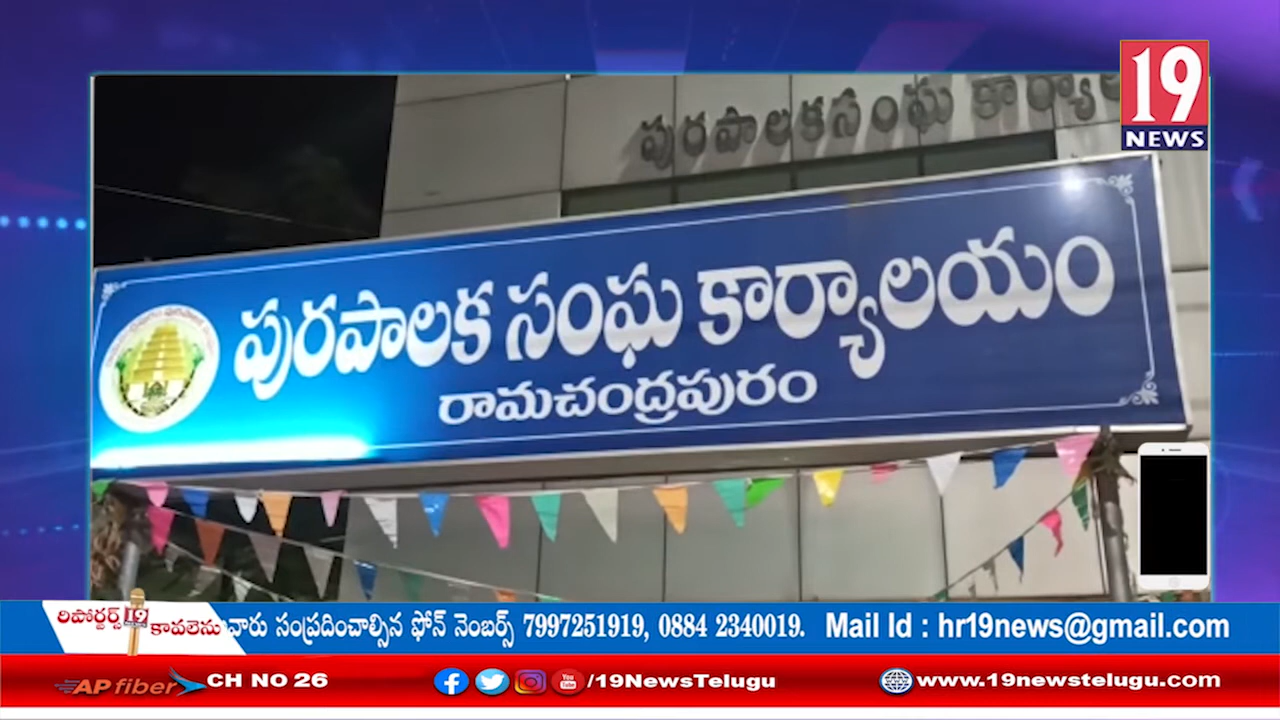 19
NEWS
పురపాలకసంఘ కార్యాల
పురపాలక సంఘ కార్యాలయం
రామచంద్రపురం
రిపోర్టర్స్ 19
కావలెను
వారు సంప్రదించాల్సిన ఫోన్ నెంబర్స్ 7997251919, 0884 2340019. Mail Id : hr19news@gmail.com
AP fiber CH NO 26
/19NewsTelugu
www.19newstelugu.com